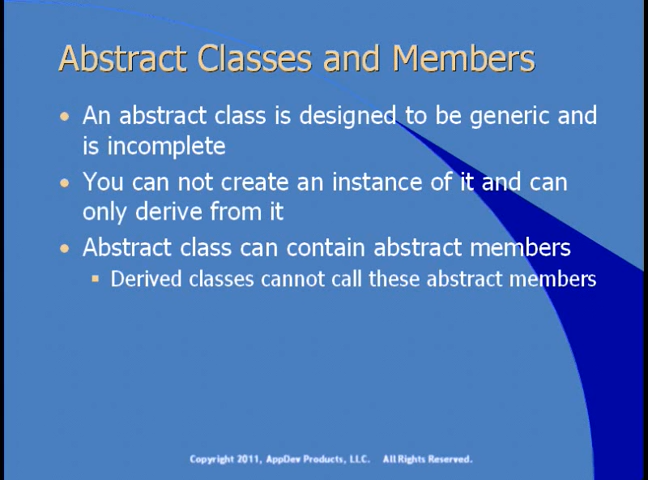 Abstract Classes and Members
• An abstract class is designed to be generic and
is incomplete
• You can not create an instance of it and can
only derive from it
• Abstract class can contain abstract members
▪ Derived classes cannot call these abstract members
Copyright 2011, AppDev Products, LLC. All Rights Reserved.